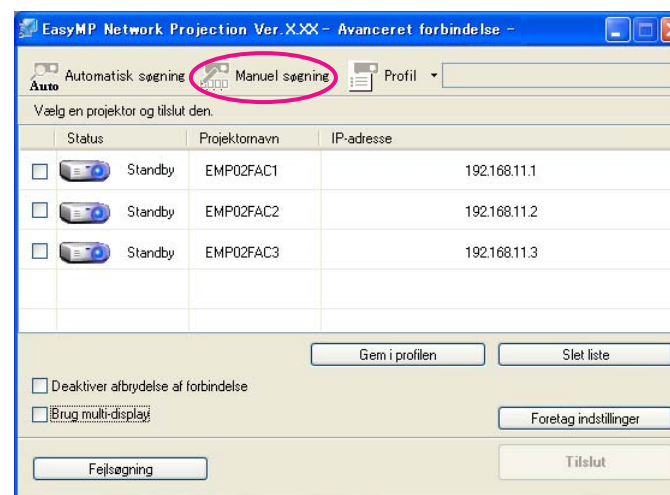 EasyMP Network Projection Ver.X.XX - Avanceret forbindelse -
Auto Automatisk søgning Manuel søgning Profil
Vælg en projektor og tilslut den.
Status Projektornavn IP-adresse
Standby EMP02FAC1 192.168.11.1
Standby EMP02FAC2 192.168.11.2
Standby EMP02FAC3 192.168.11.3
Gem i profilen Slet liste
Deaktiver afbrydelse af forbindelse
Brug multi-display
Foretag indstillinger
Fejlsøgning Tilslut